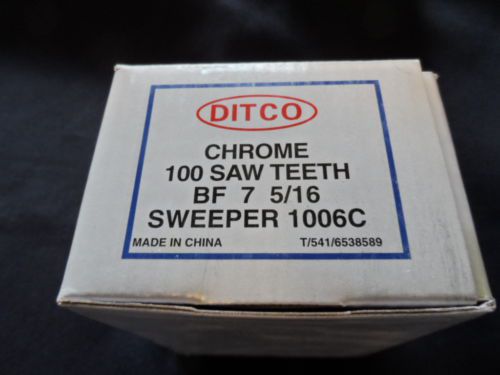 DITCO
CHROME
100 SAW TEETH
BF 7 5/16
SWEEPER 1006C
MADE IN CHINA T/541/6538589